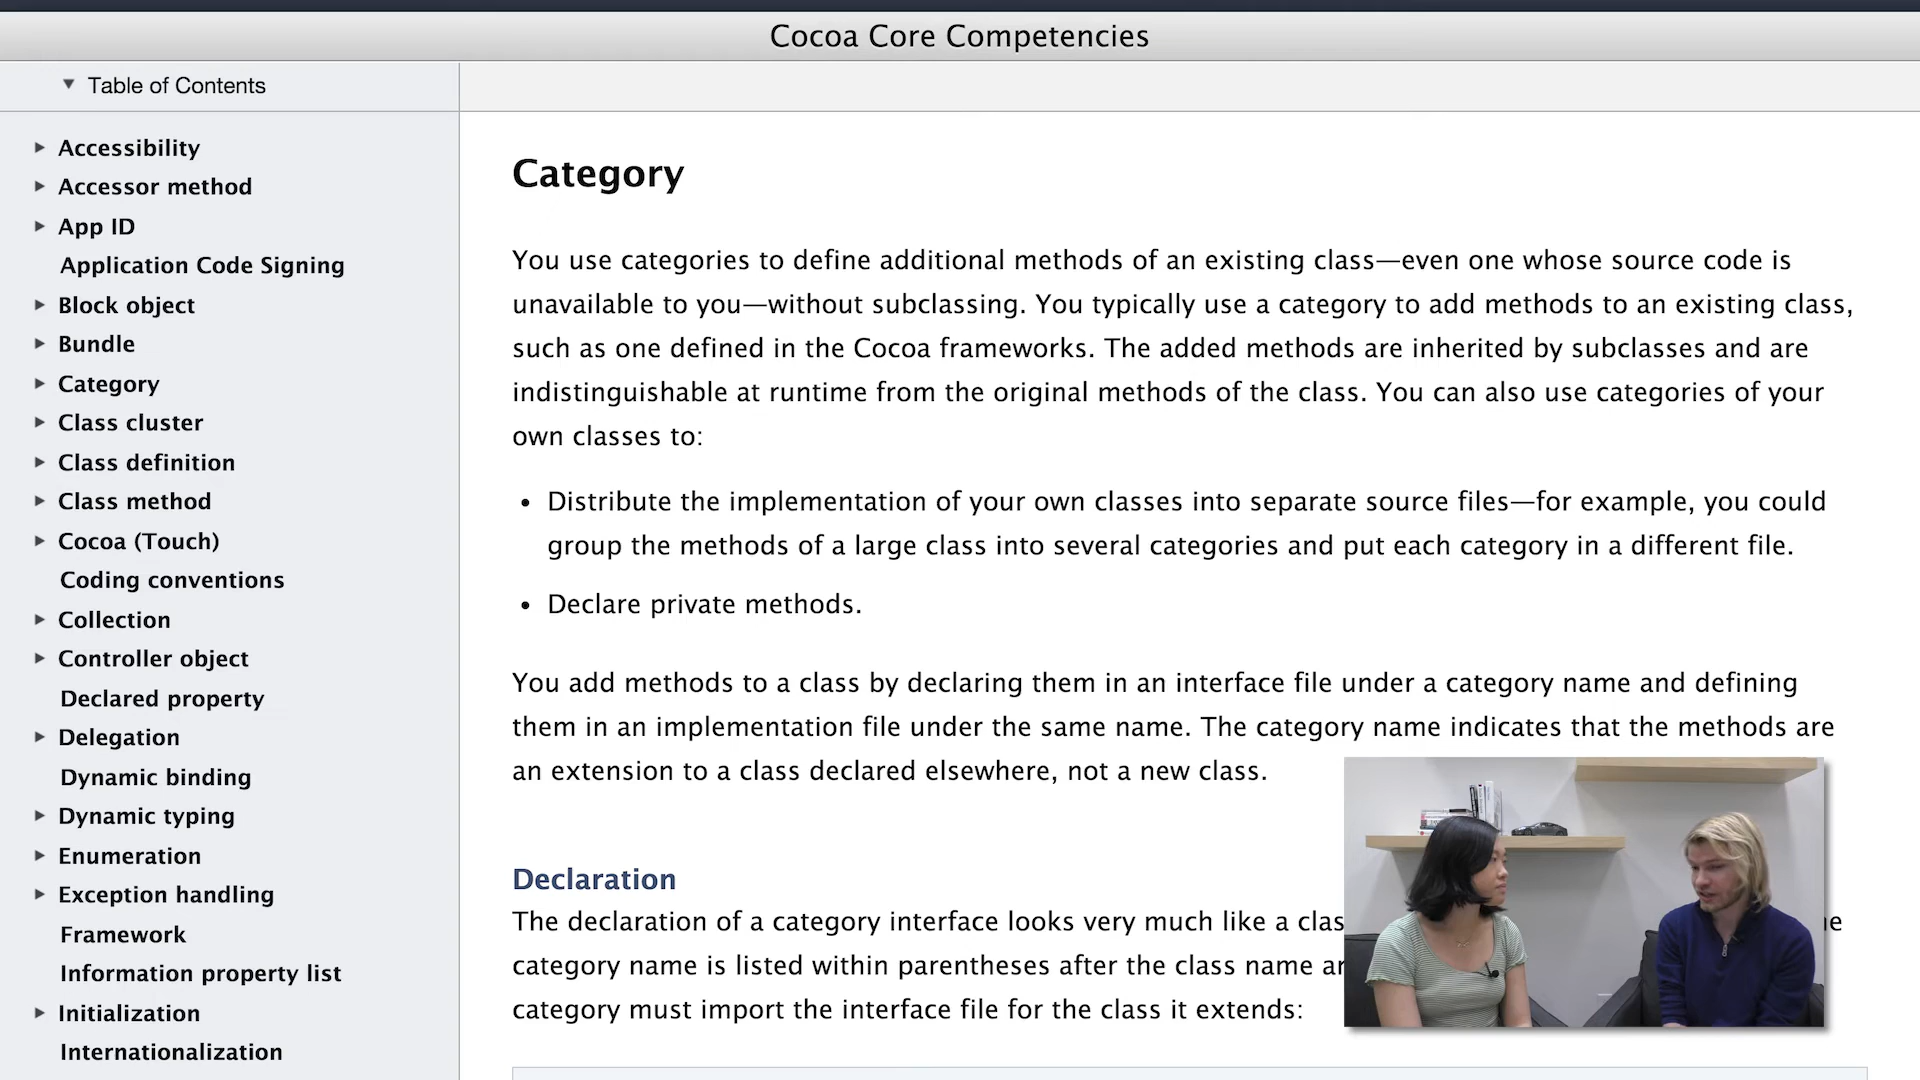 Cocoa Core Competencies
Table of Contents
Accessibility
Accessor method
App ID
Application Code Signing
Block object
Bundle
Category
Class cluster
Class definition
Class method
Cocoa (Touch)
Coding conventions
Collection
Controller object
Declared property
Delegation
Dynamic binding
Dynamic typing
Enumeration
Exception handling
Framework
Information property list
Initialization
Internationalization
Category
You use categories to define additional methods of an existing class—even one whose source code is
unavailable to you—without subclassing. You typically use a category to add methods to an existing class,
such as one defined in the Cocoa frameworks. The added methods are inherited by subclasses and are
indistinguishable at runtime from the original methods of the class. You can also use categories of your
own classes to:
• Distribute the implementation of your own classes into separate source files—for example, you could
group the methods of a large class into several categories and put each category in a different file.
• Declare private methods.
You add methods to a class by declaring them in an interface file under a category name and defining
them in an implementation file under the same name. The category name indicates that the methods are
an extension to a class declared elsewhere, not a new class.
Declaration
The declaration of a category interface looks very much like a
category name is listed within parentheses after the class name
category must import the interface file for the class it extends: